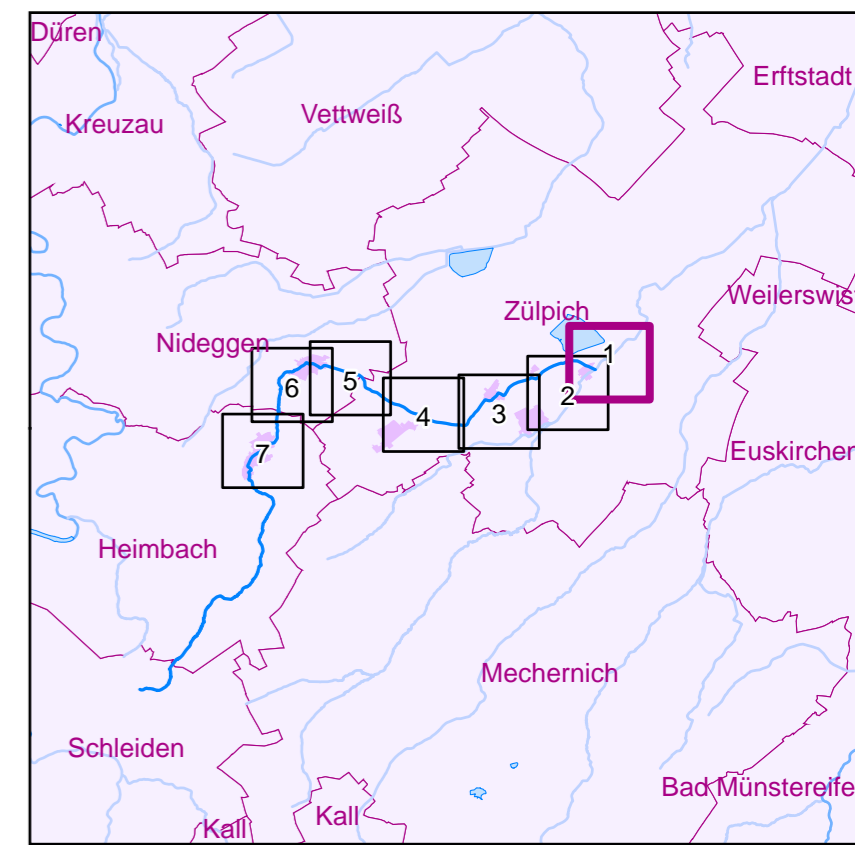 Düren
Erftstadt
Vettweiß
Kreuzau
Weilerswis
Zülpich
Nideggen
1
5
6
2
3
4
Euskirchen
7
Heimbach
Mechernich
Schleiden
Bad Münstereife
Kall
Kall